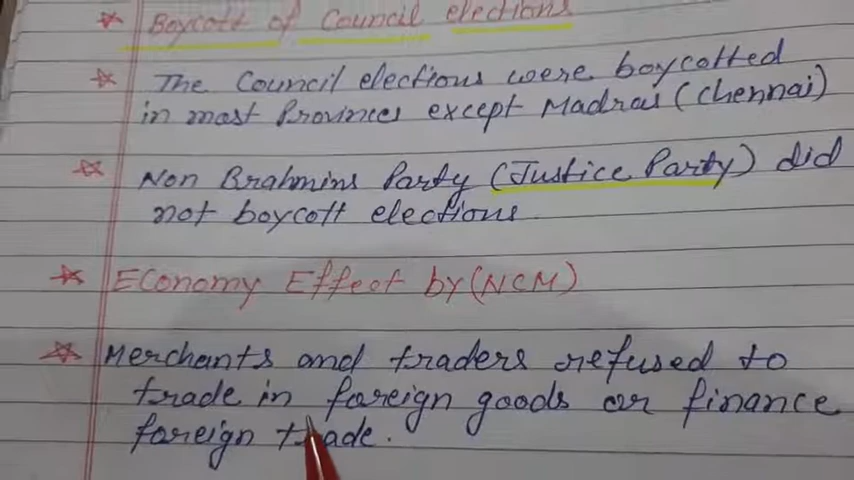 Boycott of Council elections
The Council elections were boycotted
in most Provinces except Madras (Chennai)
Non Brahmins Party (Justice Party) did
not boycott elections
Economy Effect by (NCM)
Merchants and traders refused to
trade in foreign goods or finance
foreign trade.